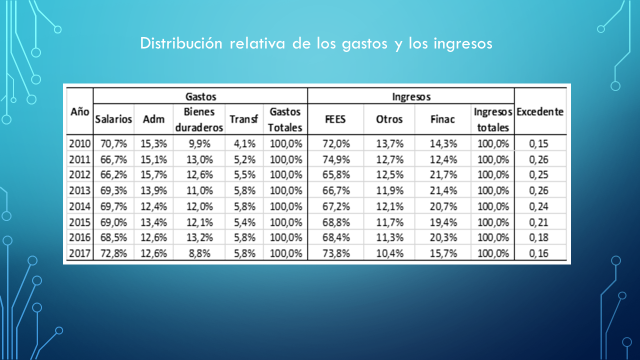 Distribución relativa de los gastos y los ingresos
Año Gastos Ingresos Excedente
Salarios Adm Bienes duraderos Transf Gastos Totales FEES Otros Finac Ingresos totales
2010 70,7% 15,3% 9,9% 4,1% 100,0% 72,0% 13,7% 14,3% 100,0% 0,15
2011 66,7% 15,1% 13,0% 5,2% 100,0% 74,9% 12,7% 12,4% 100,0% 0,26
2012 66,2% 15,7% 12,6% 5,5% 100,0% 65,8% 12,5% 21,7% 100,0% 0,25
2013 69,3% 13,9% 11,0% 5,8% 100,0% 66,7% 11,9% 21,4% 100,0% 0,26
2014 69,7% 12,4% 12,0% 5,8% 100,0% 67,2% 12,1% 20,7% 100,0% 0,24
2015 69,0% 13,4% 12,1% 5,4% 100,0% 68,8% 11,7% 19,4% 100,0% 0,21
2016 68,5% 12,6% 13,2% 5,8% 100,0% 68,4% 11,3% 20,3% 100,0% 0,18
2017 72,8% 12,6% 8,8% 5,8% 100,0% 73,8% 10,4% 15,7% 100,0% 0,16